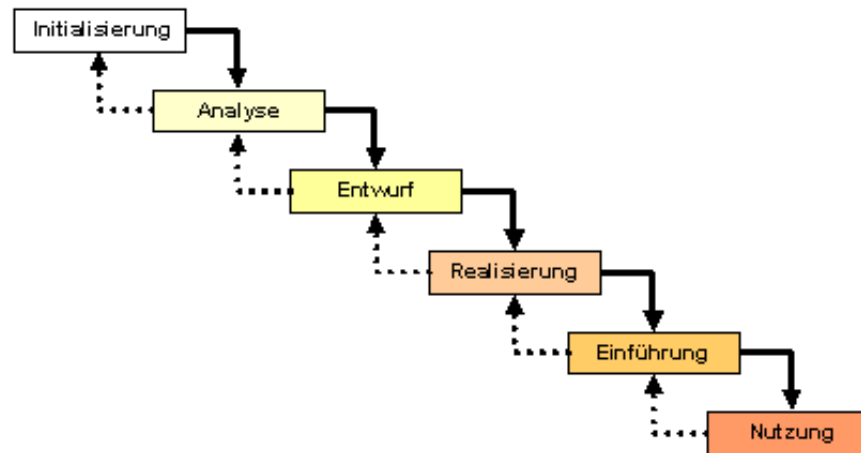 Initialisierung
Analyse
Entwurf
Realisierung
Einführung
Nutzung